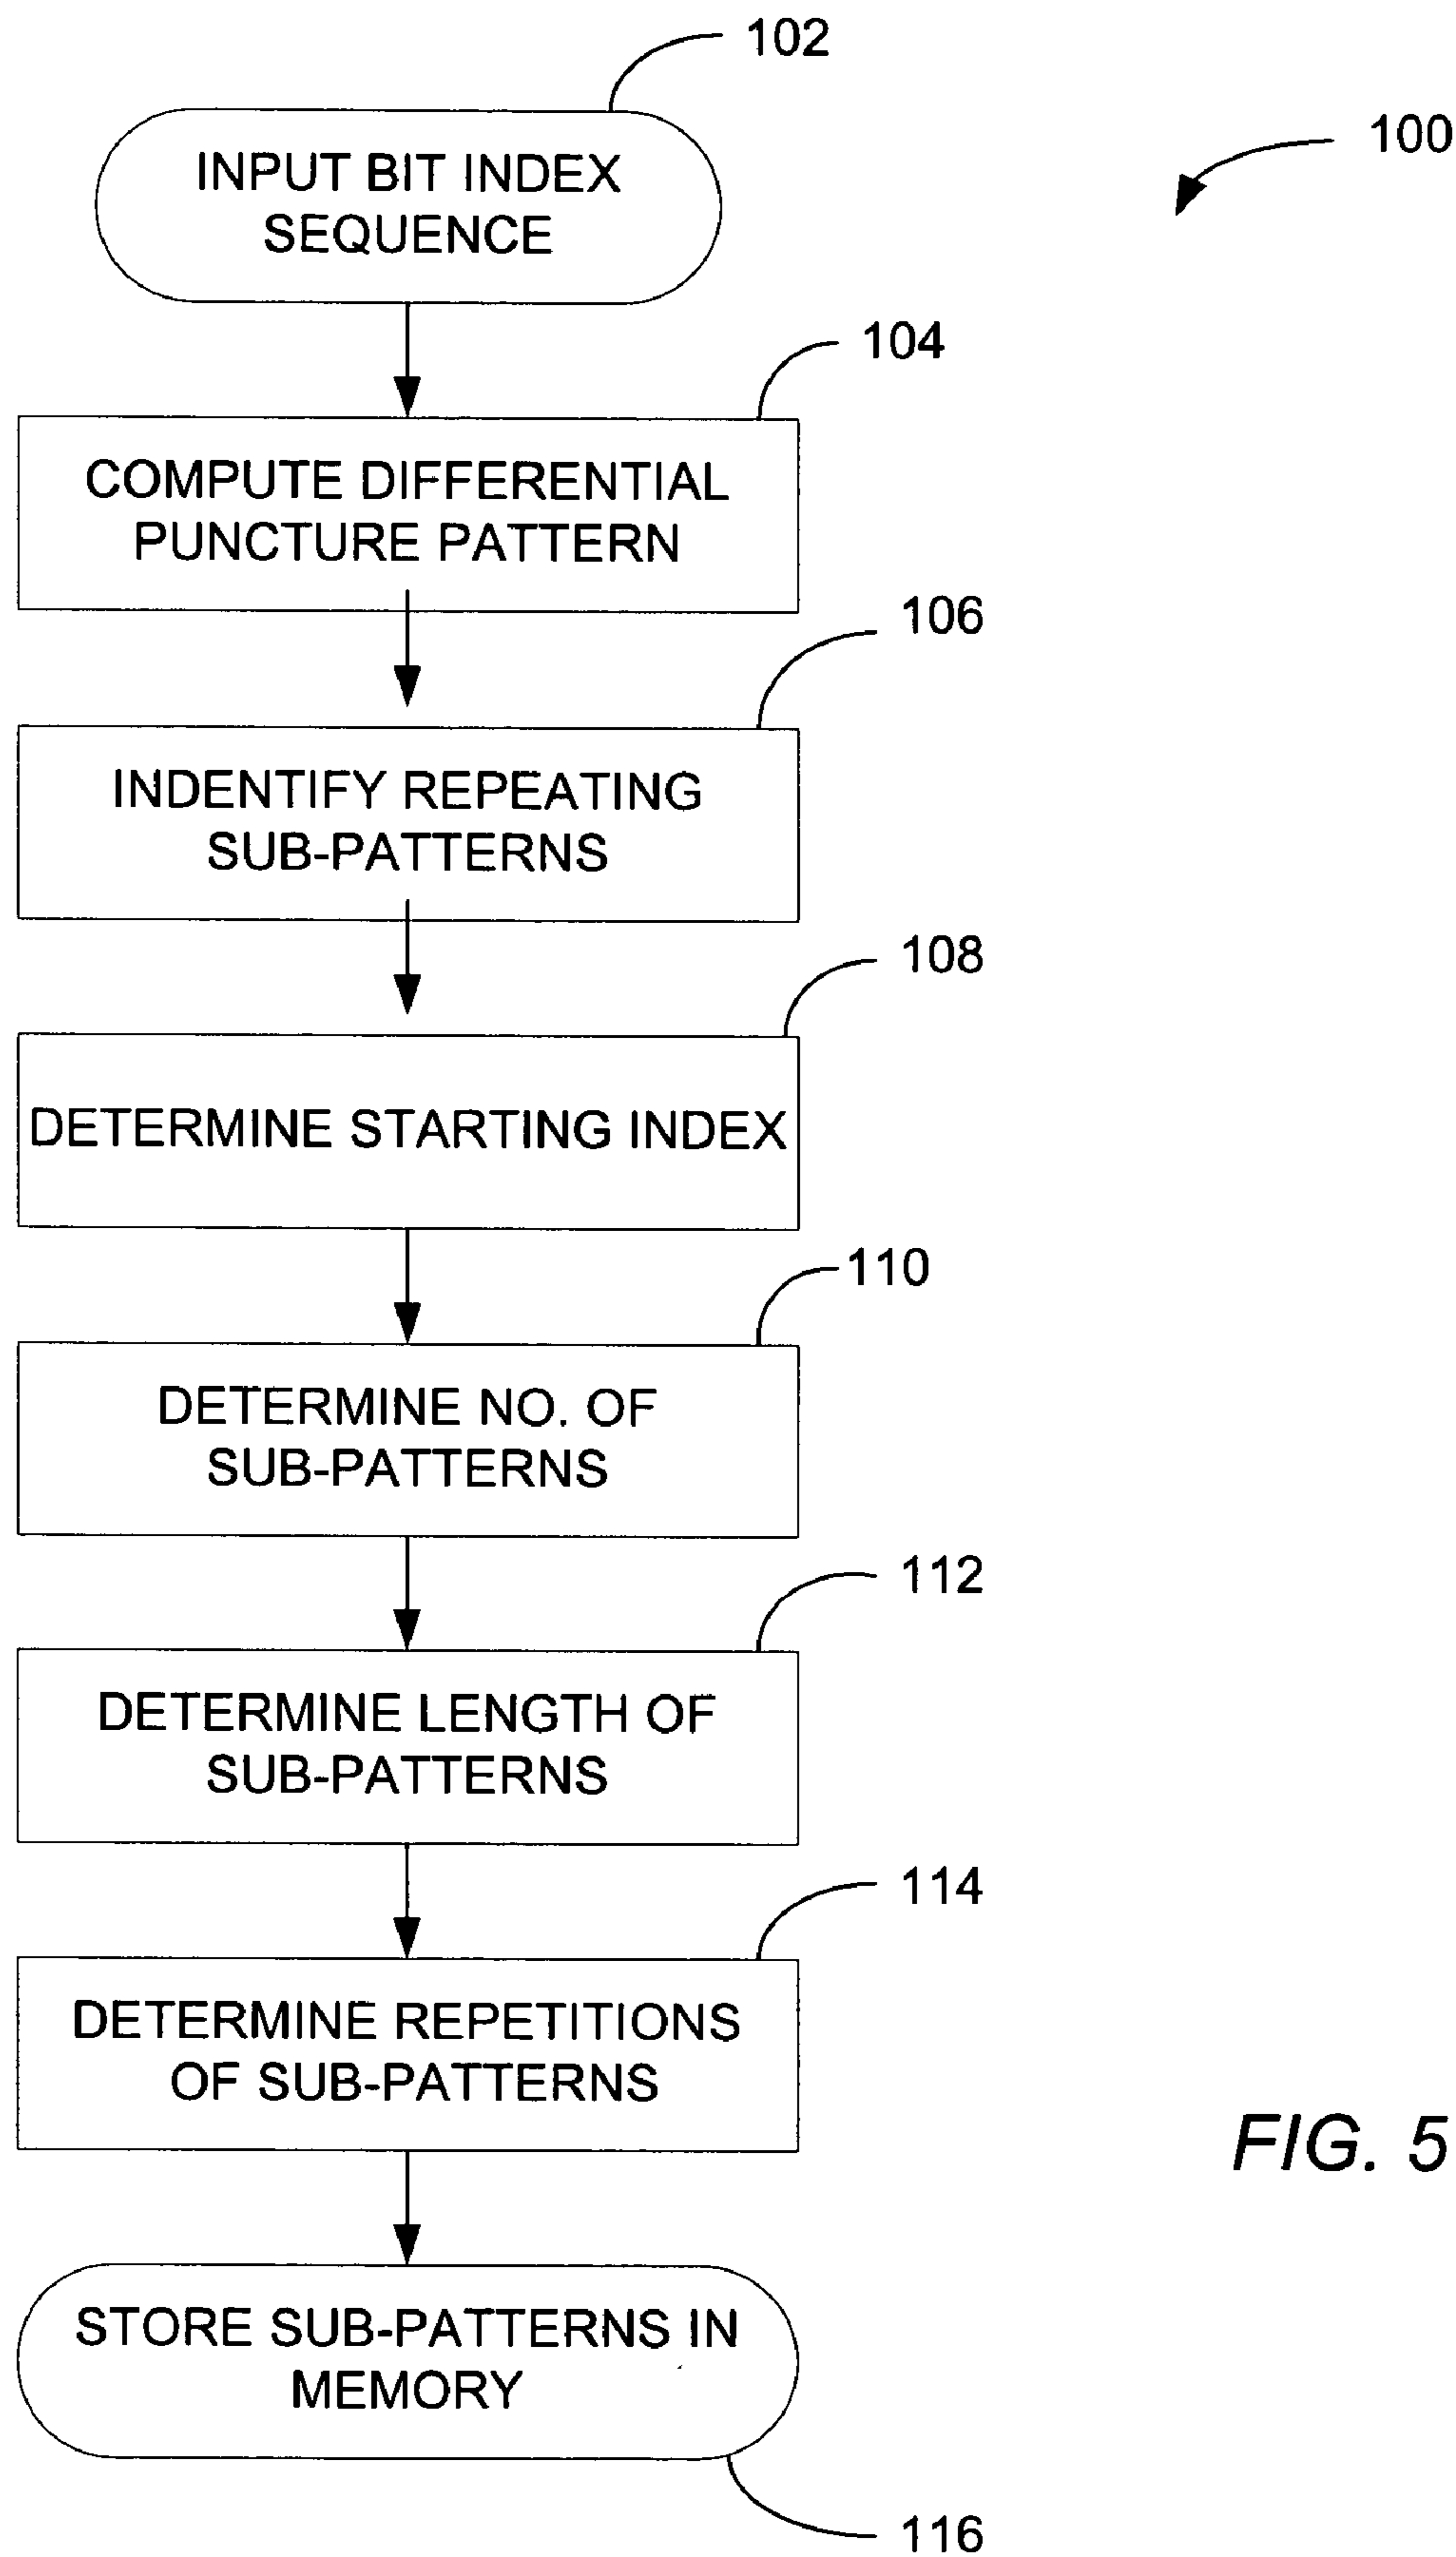 102
100
INPUT BIT INDEX
SEQUENCE
104
COMPUTE DIFFERENTIAL
PUNCTURE PATTERN
106
INDENTIFY REPEATING
SUB-PATTERNS
108
DETERMINE STARTING INDEX
110
DETERMINE NO. OF
SUB-PATTERNS
112
DETERMINE LENGTH OF
SUB-PATTERNS
114
DETERMINE REPETITIONS
OF SUB-PATTERNS
FIG. 5
STORE SUB-PATTERNS IN
MEMORY
116